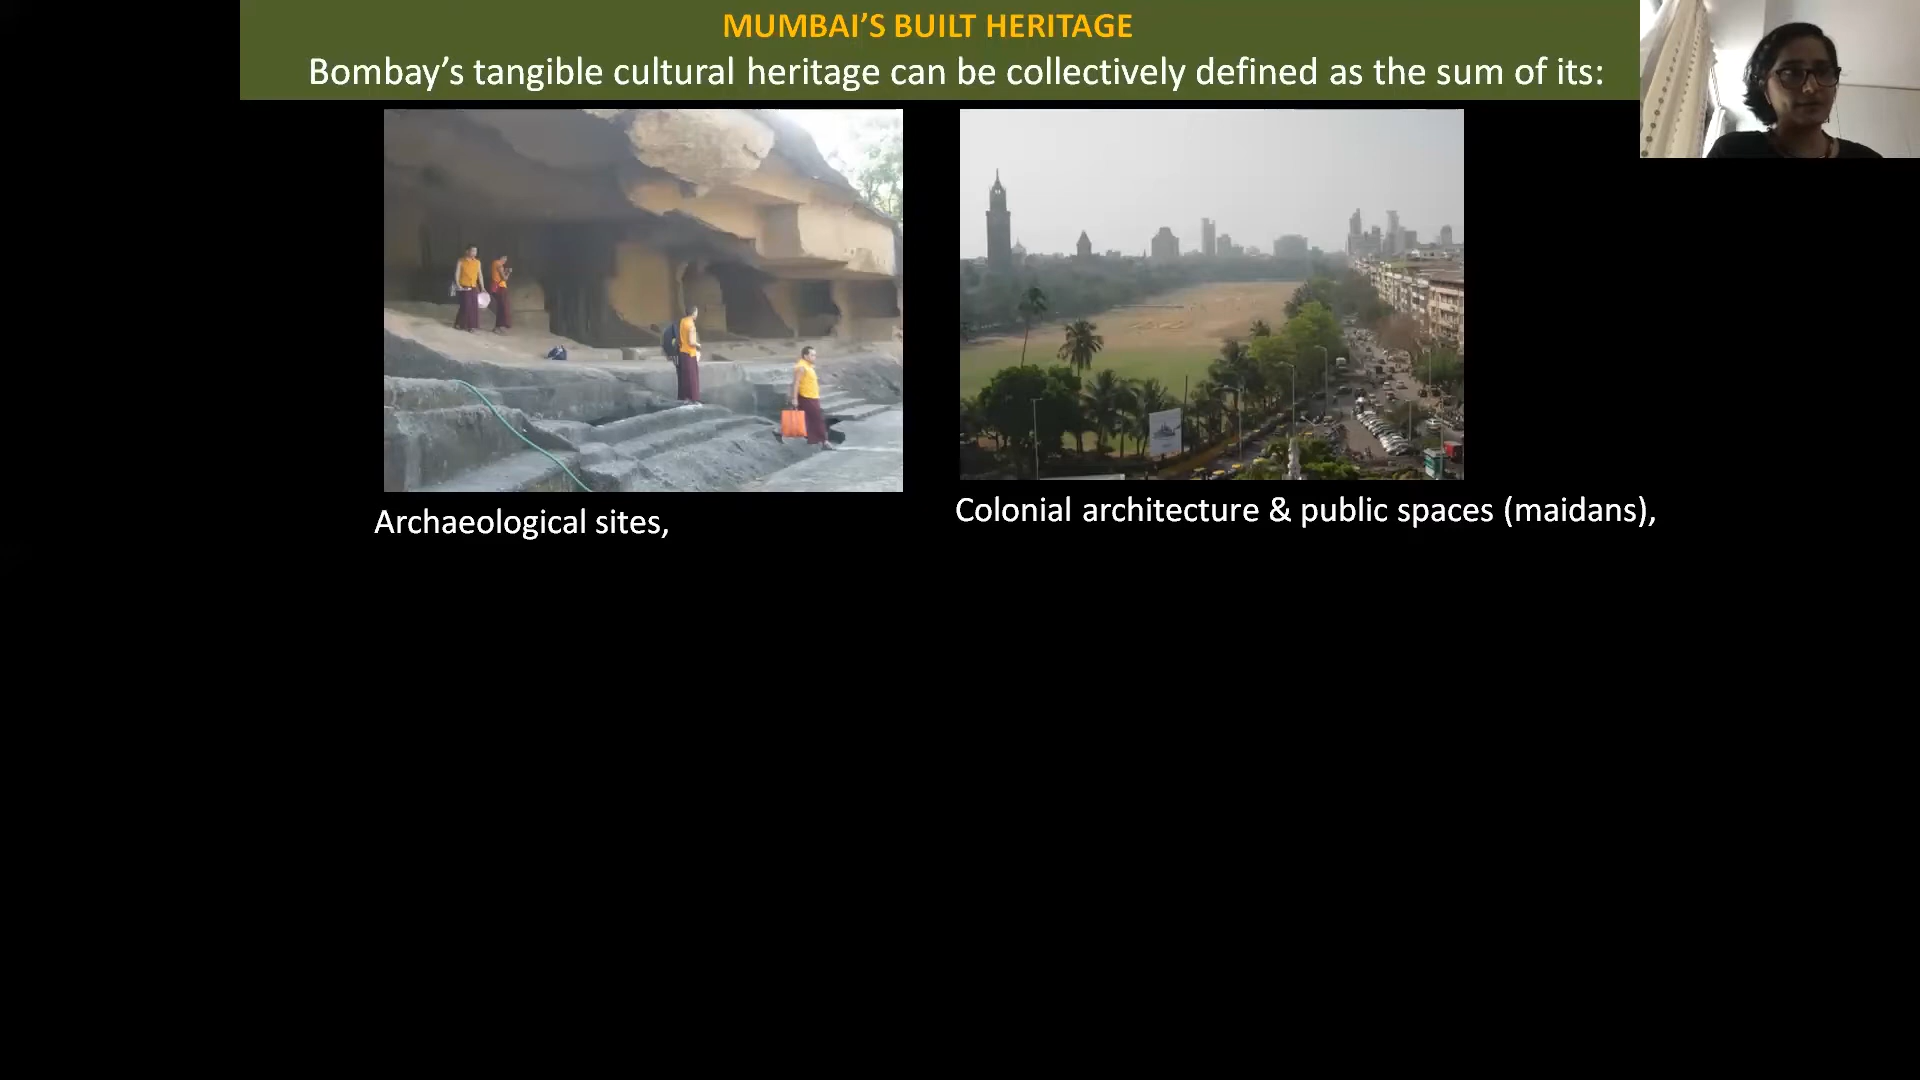 MUMBAI’S BUILT HERITAGE
Bombay’s tangible cultural heritage can be collectively defined as the sum of its:
Archaeological sites,
Colonial architecture & public spaces (maidans),